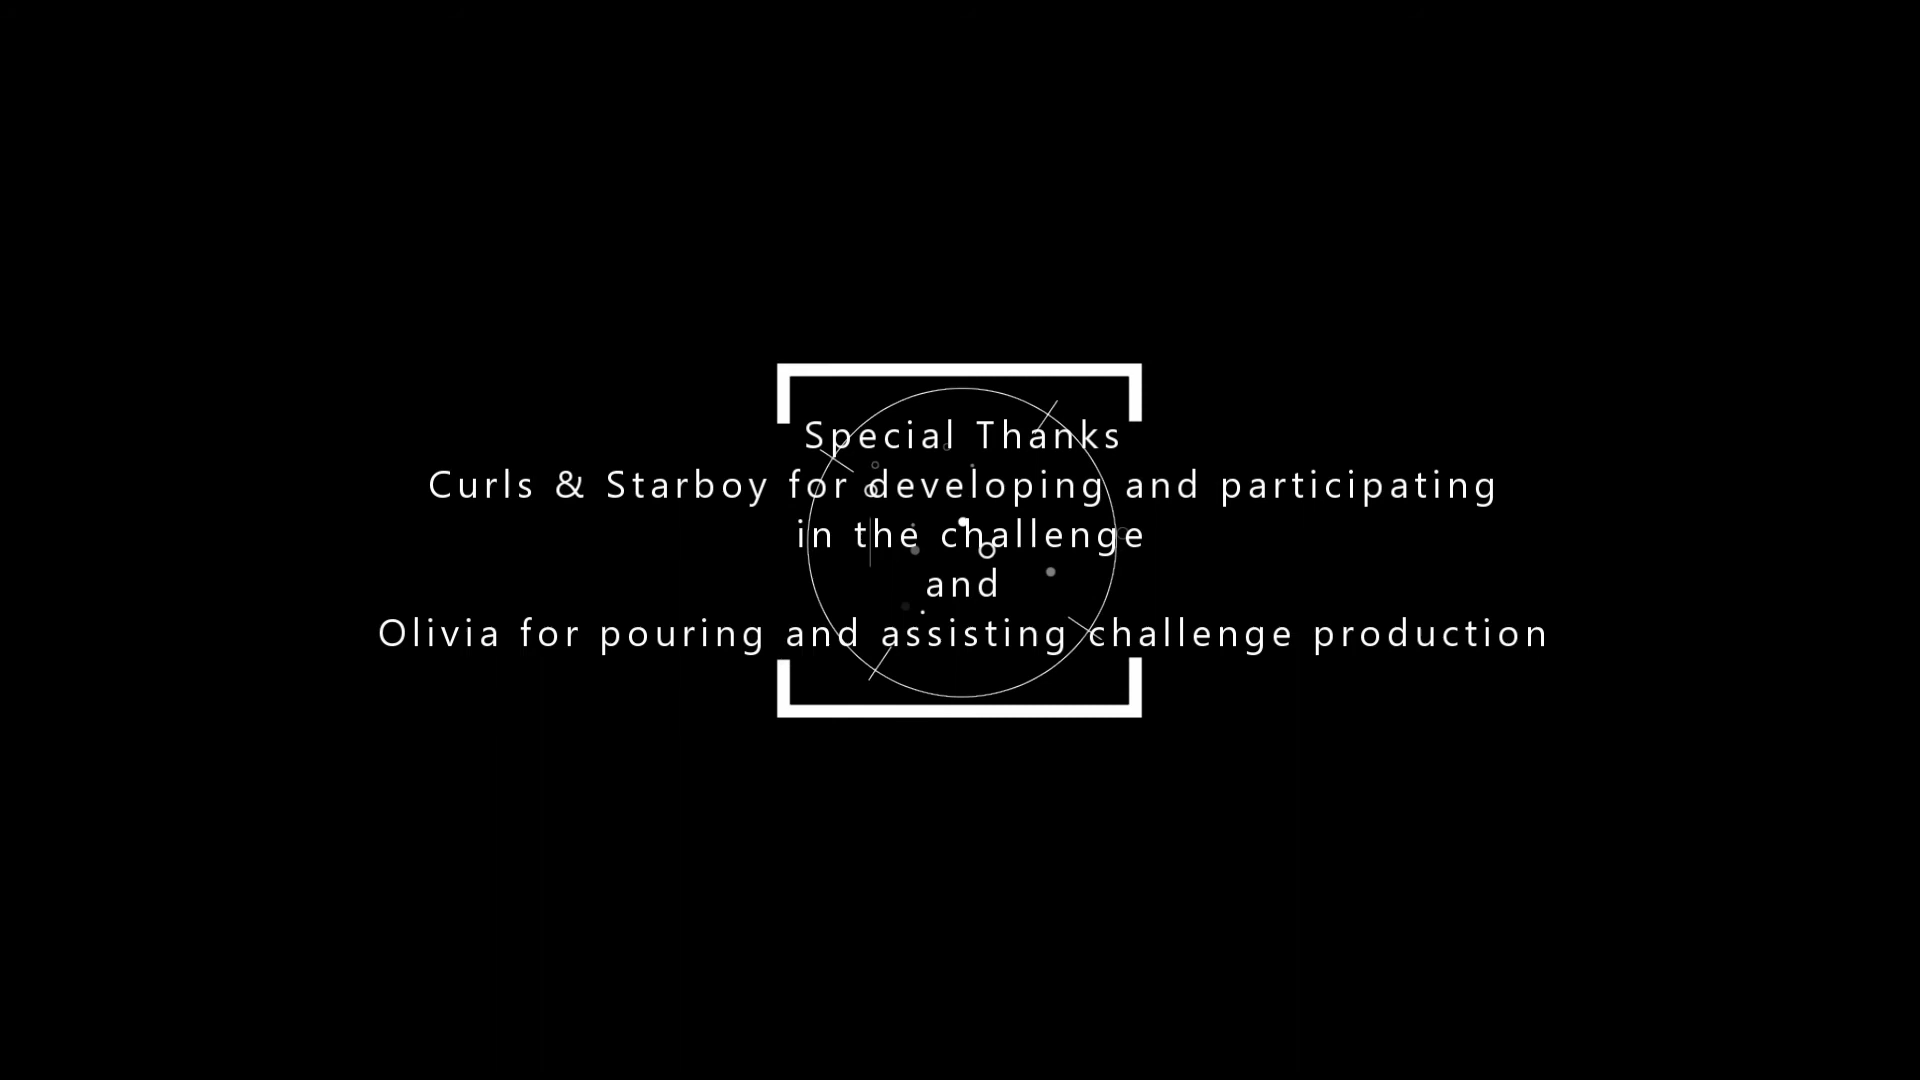 Special Thanks
Curls & Starboy for developing and participating
in the challenge
and
Olivia for pouring and assisting challenge production